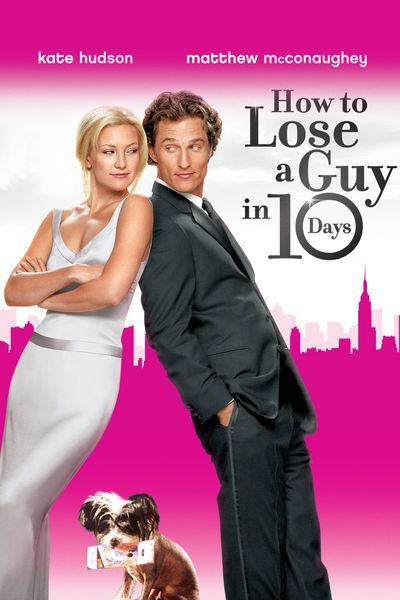 kate hudson matthew mcconaughey
How to
Lose
a Guy
in 10
Days